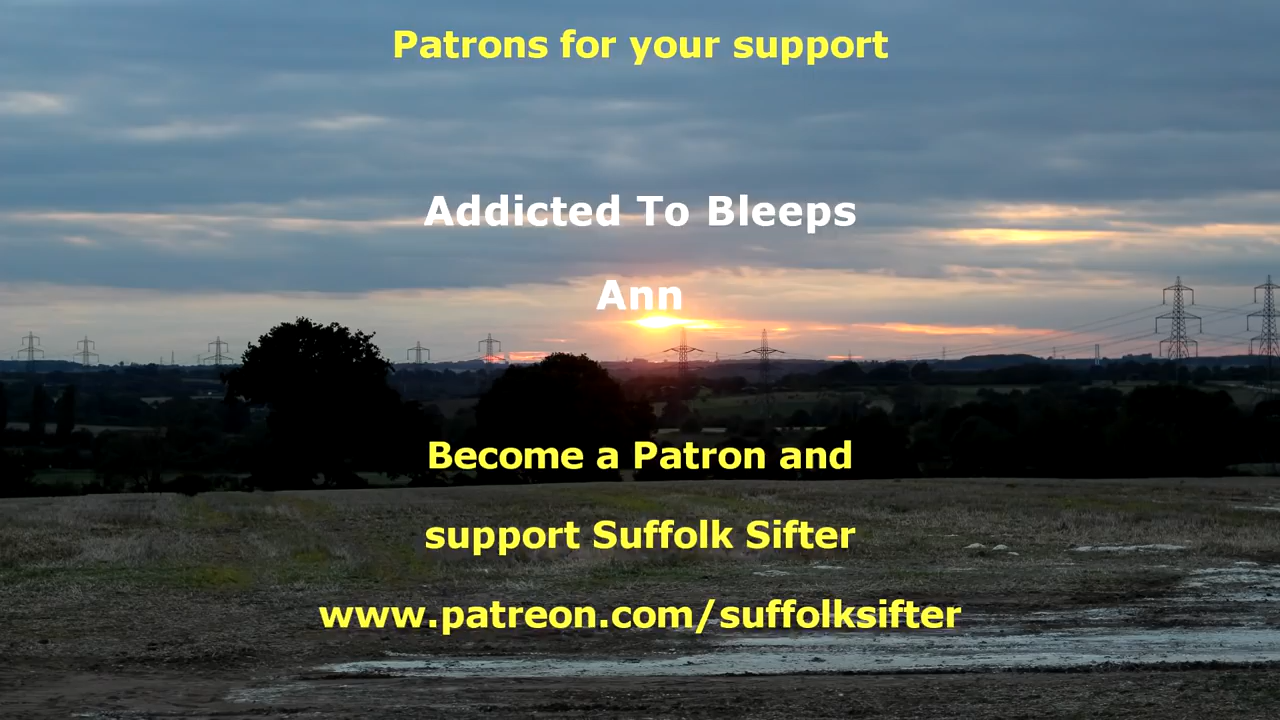 Patrons for your support
Addicted To Bleeps
Ann
Become a Patron and
support Suffolk Sifter
www.patreon.com/suffolksifter